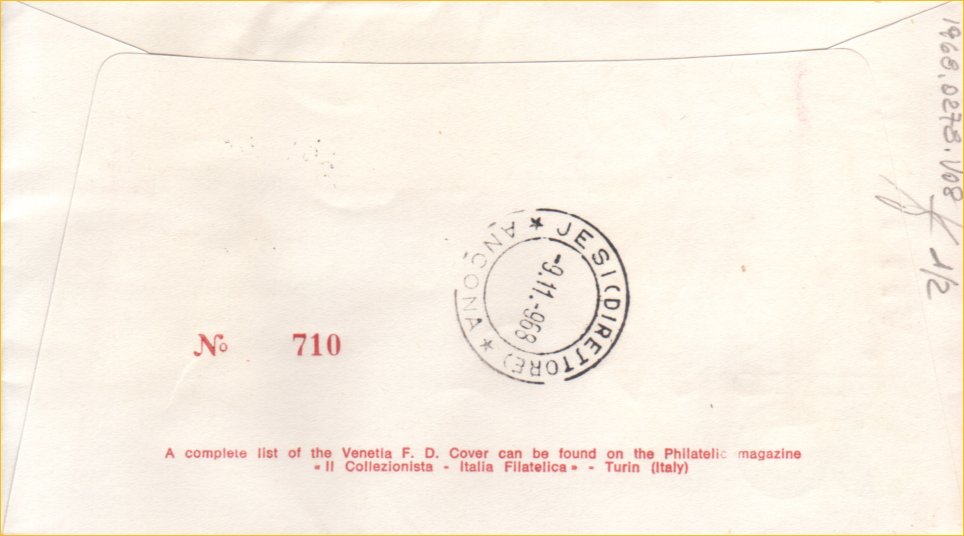 1968.0273.V08
1/2
★ JESI (DIRETTORE) ★ ANCONA
-9.11.-968
No 710
A complete list of the Venetia F. D. Cover can be found on the Philatelic magazine
« Il Collezionista - Italia Filatelica » - Turin (Italy)